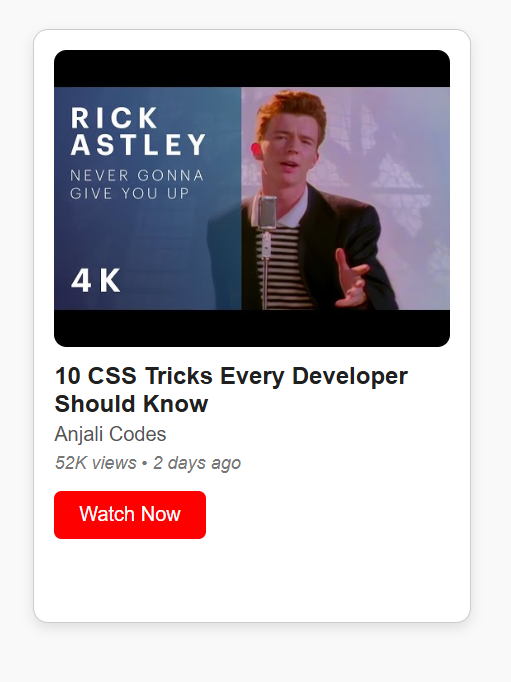 RICK
ASTLEY
NEVER GONNA
GIVE YOU UP
4K
10 CSS Tricks Every Developer
Should Know
Anjali Codes
52K views • 2 days ago
Watch Now